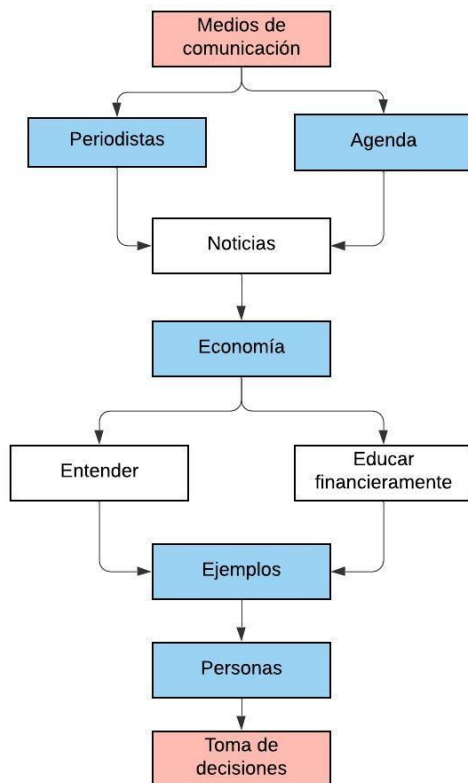 Medios de
comunicación
Periodistas
Agenda
Noticias
Economía
Entender
Educar
financieramente
Ejemplos
Personas
Toma de
decisiones